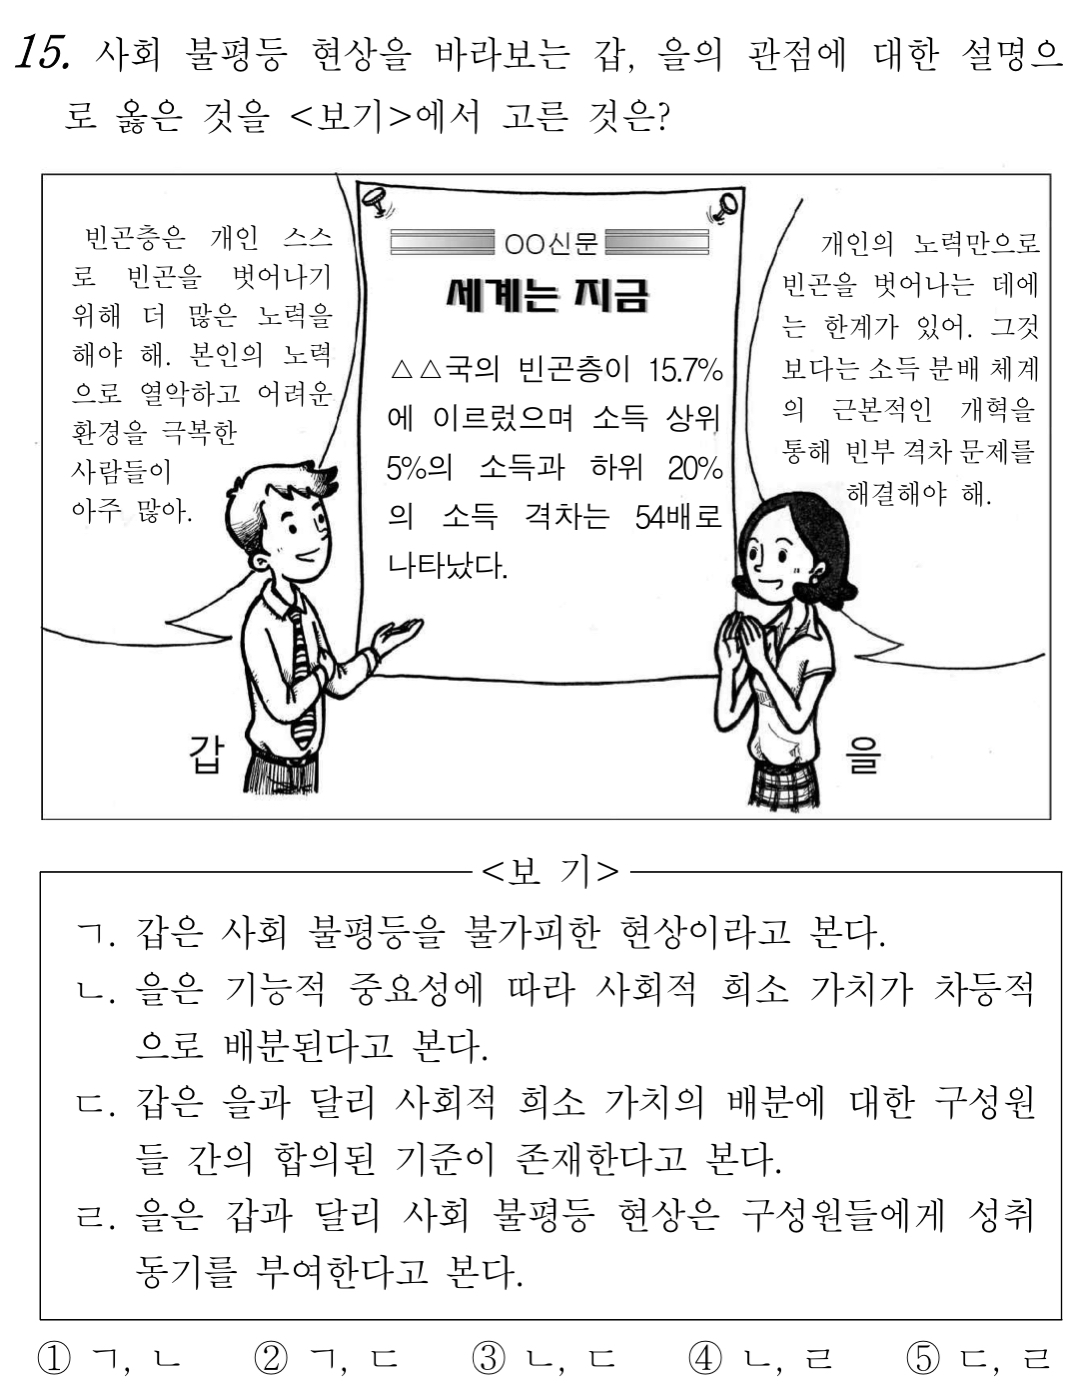 15. 사회 불평등 현상을 바라보는 갑, 을의 관점에 대한 설명으
로 옳은 것을 <보기>에서 고른 것은?
빈곤층은 개인 스스
로 빈곤을 벗어나기
위해 더 많은 노력을
해야 해. 본인의 노력
으로 열악하고 어려운
환경을 극복한
사람들이
아주 많아.
OO신문
세계는 지금
△△국의 빈곤층이 15.7%
에 이르렀으며 소득 상위
5%의 소득과 하위 20%
의 소득 격차는 54배로
나타났다.
개인의 노력만으로
빈곤을 벗어나는 데에
는 한계가 있어. 그것
보다는 소득 분배 체계
의 근본적인 개혁을
통해 빈부 격차 문제를
해결해야 해.
갑
을
<보 기>
ㄱ. 갑은 사회 불평등을 불가피한 현상이라고 본다.
ㄴ. 을은 기능적 중요성에 따라 사회적 희소 가치가 차등적
으로 배분된다고 본다.
ㄷ. 갑은 을과 달리 사회적 희소 가치의 배분에 대한 구성원
들 간의 합의된 기준이 존재한다고 본다.
ㄹ. 을은 갑과 달리 사회 불평등 현상은 구성원들에게 성취
동기를 부여한다고 본다.
① ㄱ, ㄴ ② ㄱ, ㄷ ③ ㄴ, ㄷ ④ ㄴ, ㄹ ⑤ ㄷ, ㄹ